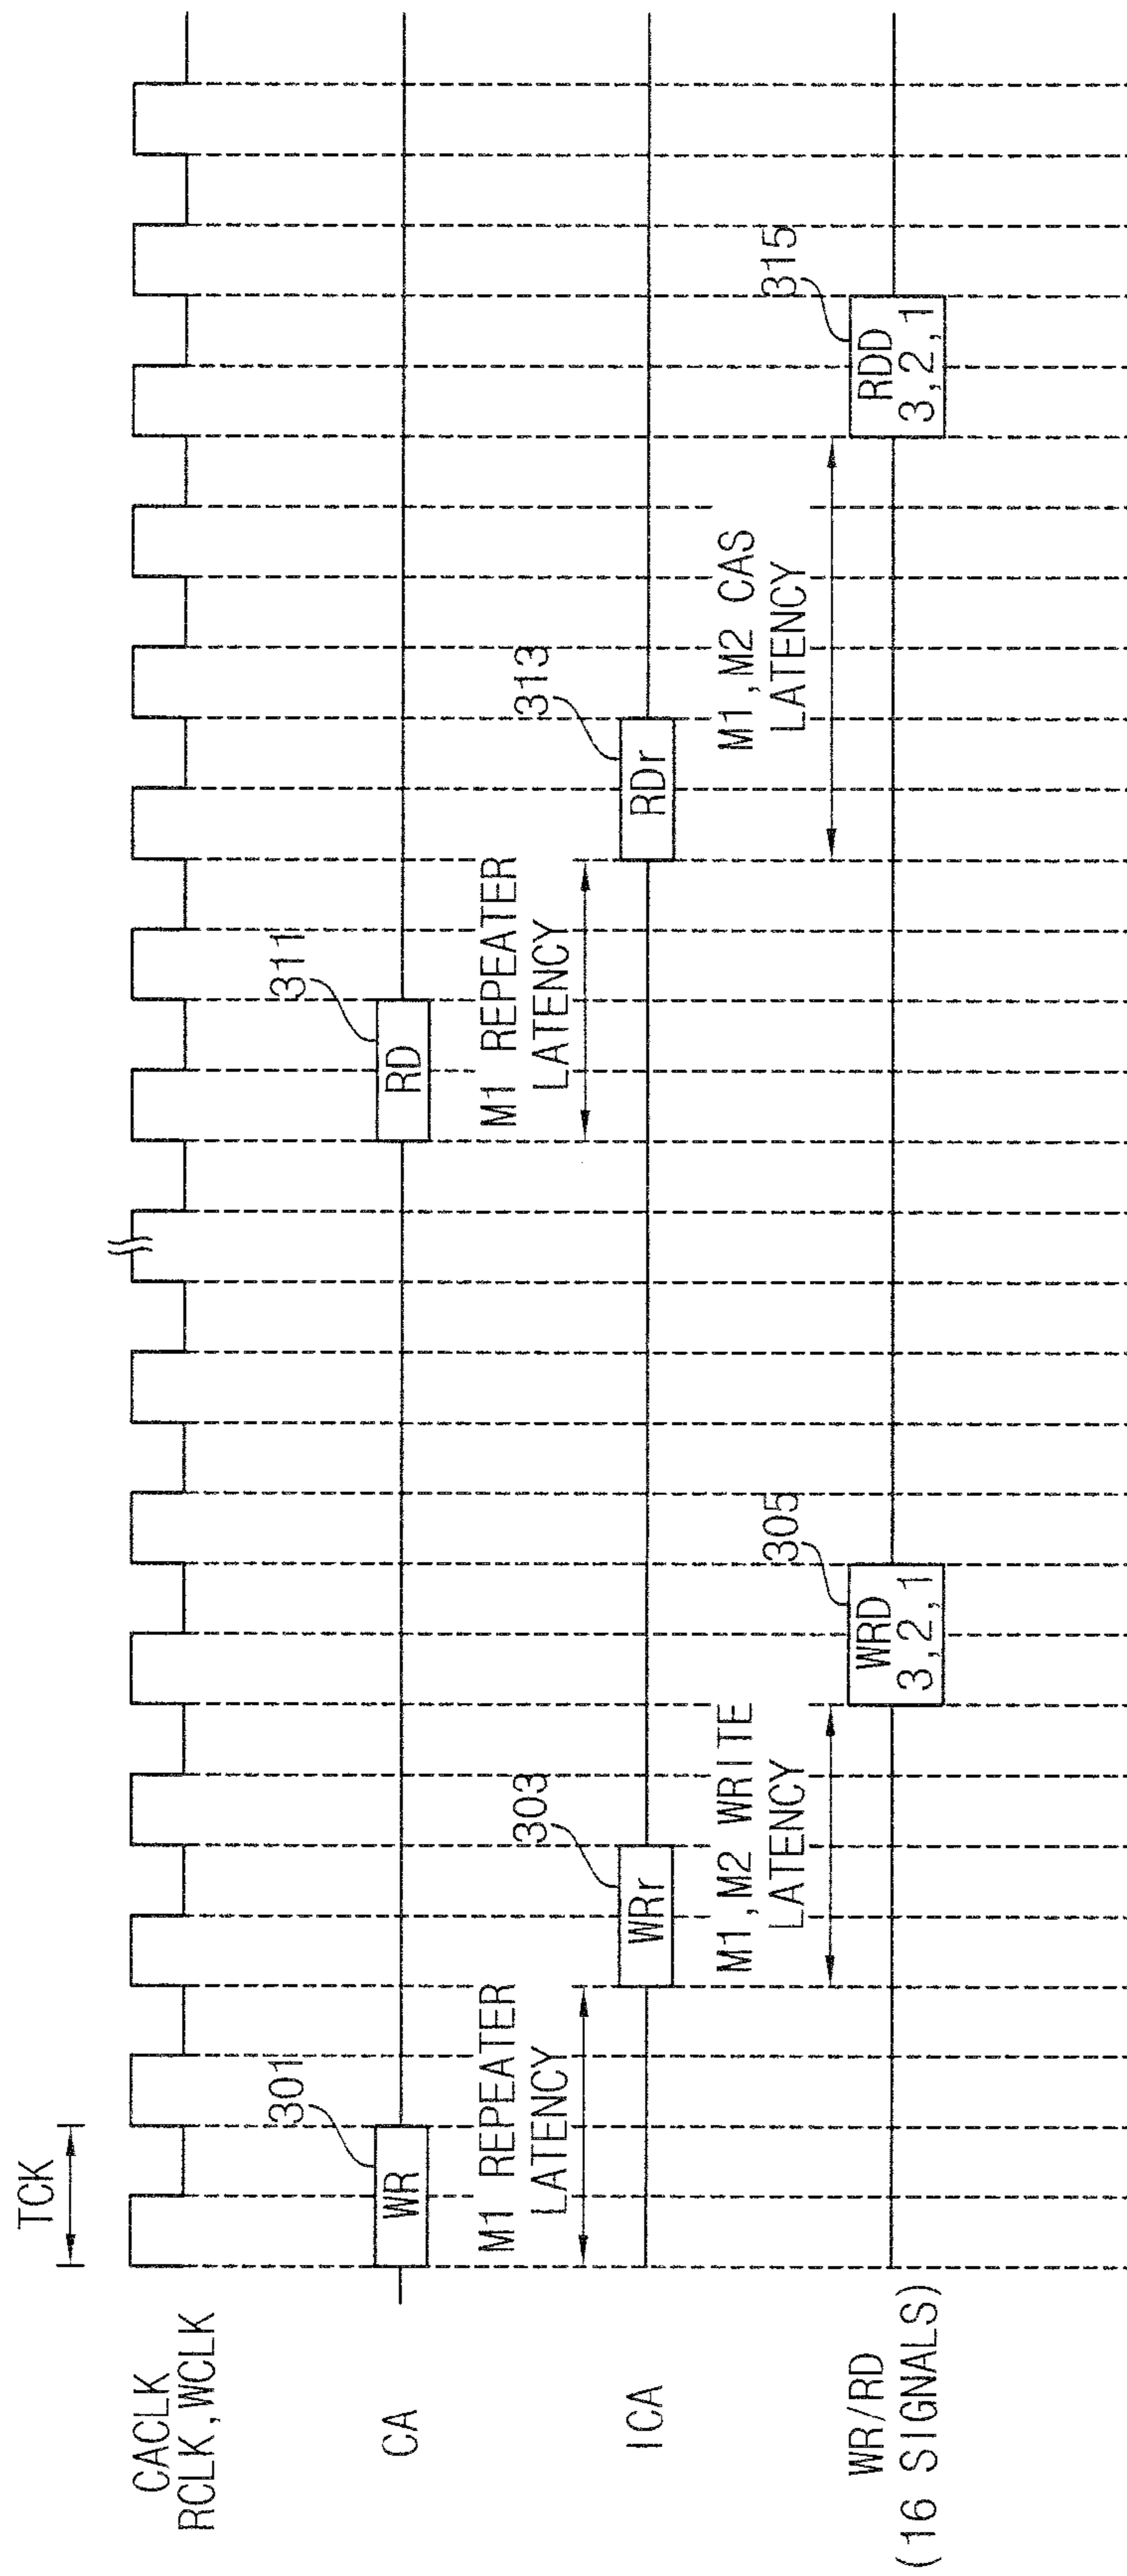 TCK
CACLK
RCLK,WCLK
CA
301
WR
311
RD
M1 REPEATER
LATENCY
M1 REPEATER
LATENCY
ICA
303
WRr
313
RDr
M1,M2 WRITE
LATENCY
M1,M2 CAS
LATENCY
WR/RD
(16 SIGNALS)
305
WRD
3,2,1
315
RDD
3,2,1